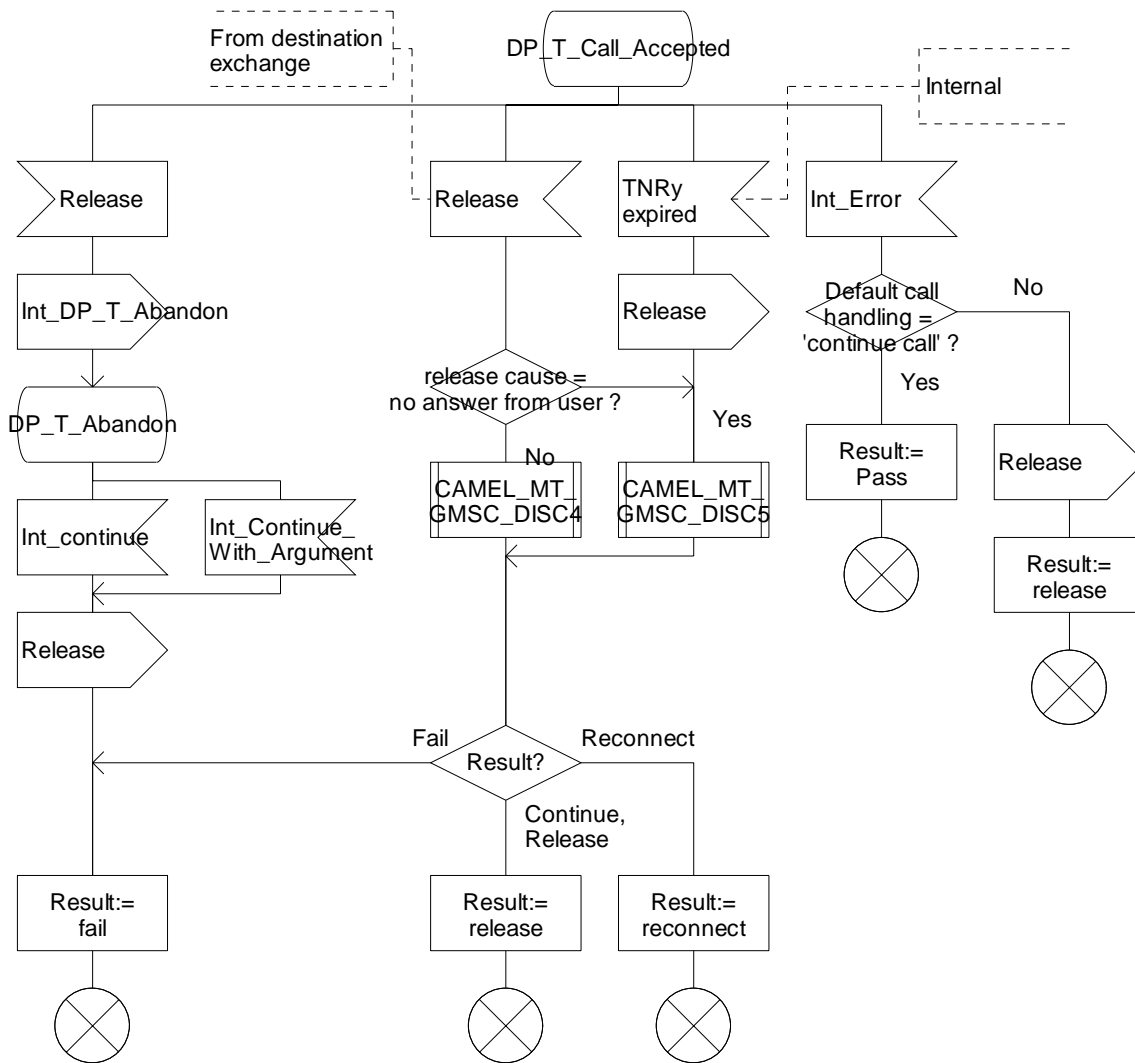 From destination
exchange
DP_T_Call_Accepted
Internal
Release
Release
TNRy
expired
Int_Error
Int_DP_T_Abandon
Release
Default call
handling =
'continue call' ?
No
Yes
release cause =
no answer from user ?
Yes
No
DP_T_Abandon
Result:=
Pass
Release
CAMEL_MT_
GMSC_DISC4
CAMEL_MT_
GMSC_DISC5
Int_continue
Int_Continue_
With_Argument
Result:=
release
Release
Fail
Result?
Reconnect
Continue,
Release
Result:=
fail
Result:=
release
Result:=
reconnect